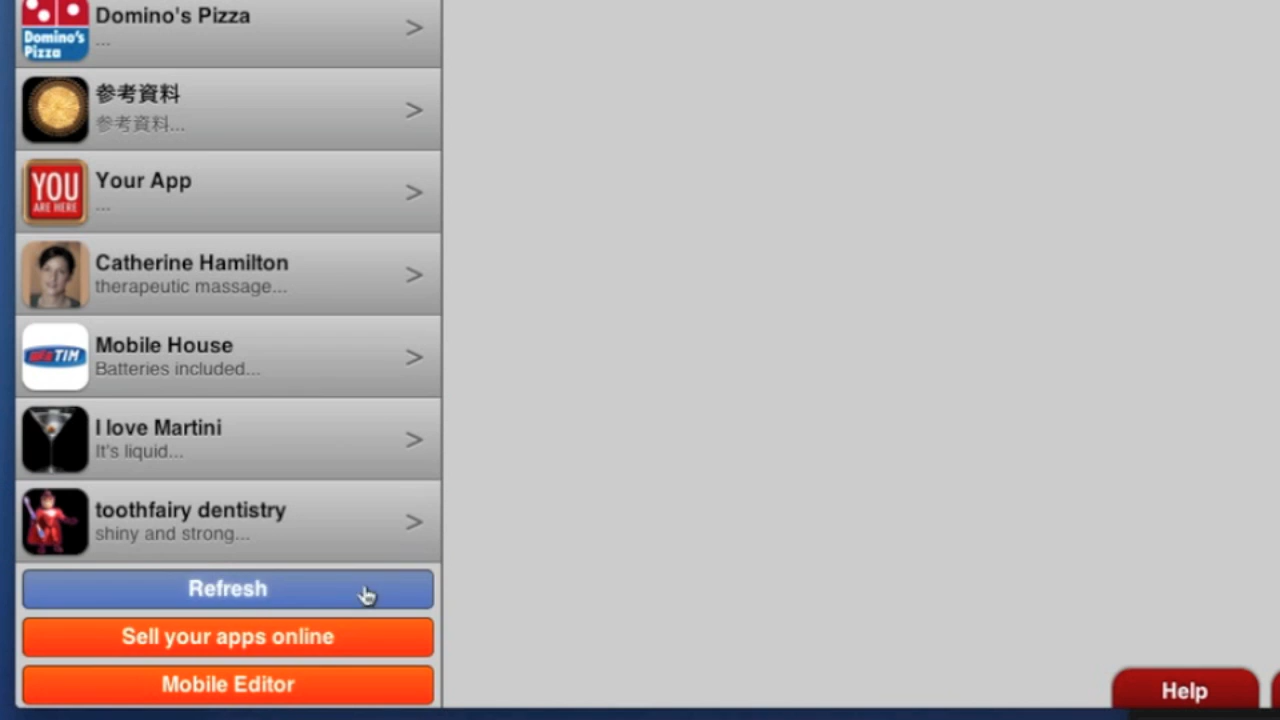 Domino's Pizza
...
Domino's
Pizza
参考資料
参考資料...
Your App
...
YOU
ARE HERE
Catherine Hamilton
therapeutic massage...
Mobile House
Batteries included...
TIM
I love Martini
It's liquid...
toothfairy dentistry
shiny and strong...
Refresh
Sell your apps online
Mobile Editor
Help